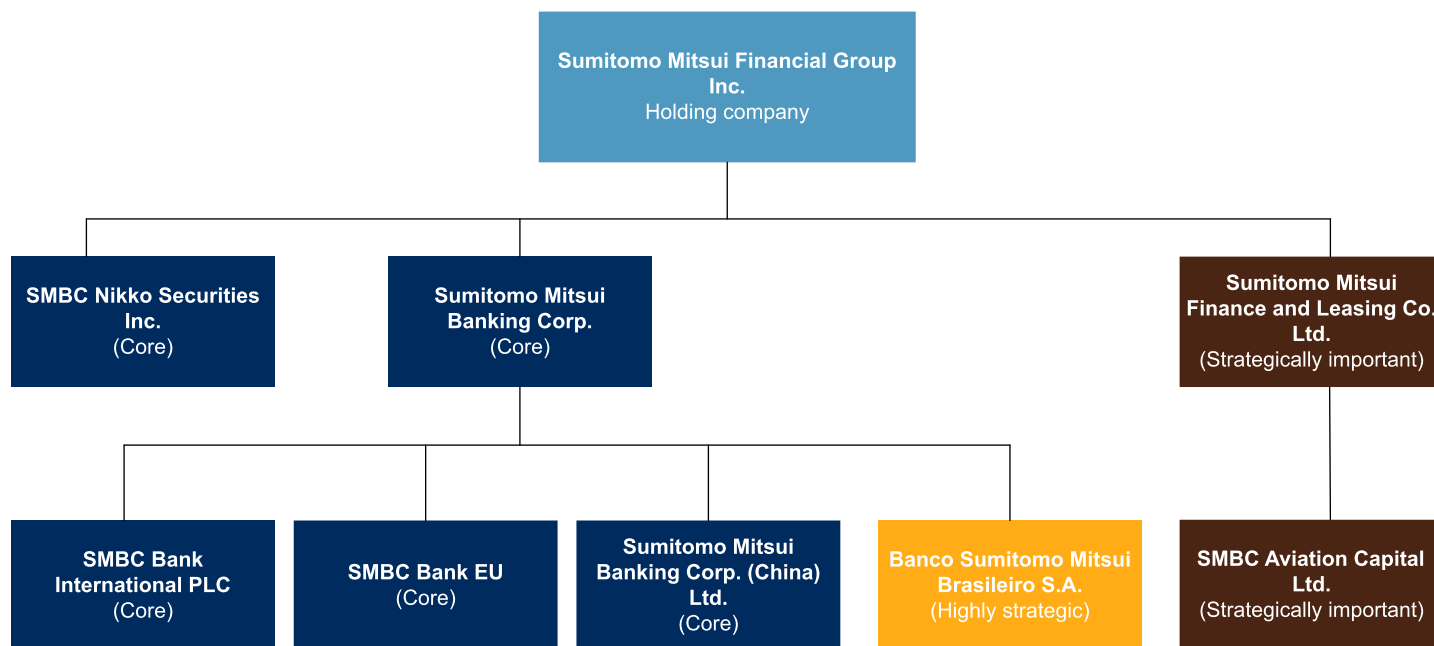 Sumitomo Mitsui Financial Group
Inc.
Holding company
SMBC Nikko Securities
Inc.
(Core)
Sumitomo Mitsui
Banking Corp.
(Core)
Sumitomo Mitsui
Finance and Leasing Co.
Ltd.
(Strategically important)
SMBC Bank
International PLC
(Core)
SMBC Bank EU
(Core)
Sumitomo Mitsui
Banking Corp. (China)
Ltd.
(Core)
Banco Sumitomo Mitsui
Brasileiro S.A.
(Highly strategic)
SMBC Aviation Capital
Ltd.
(Strategically important)